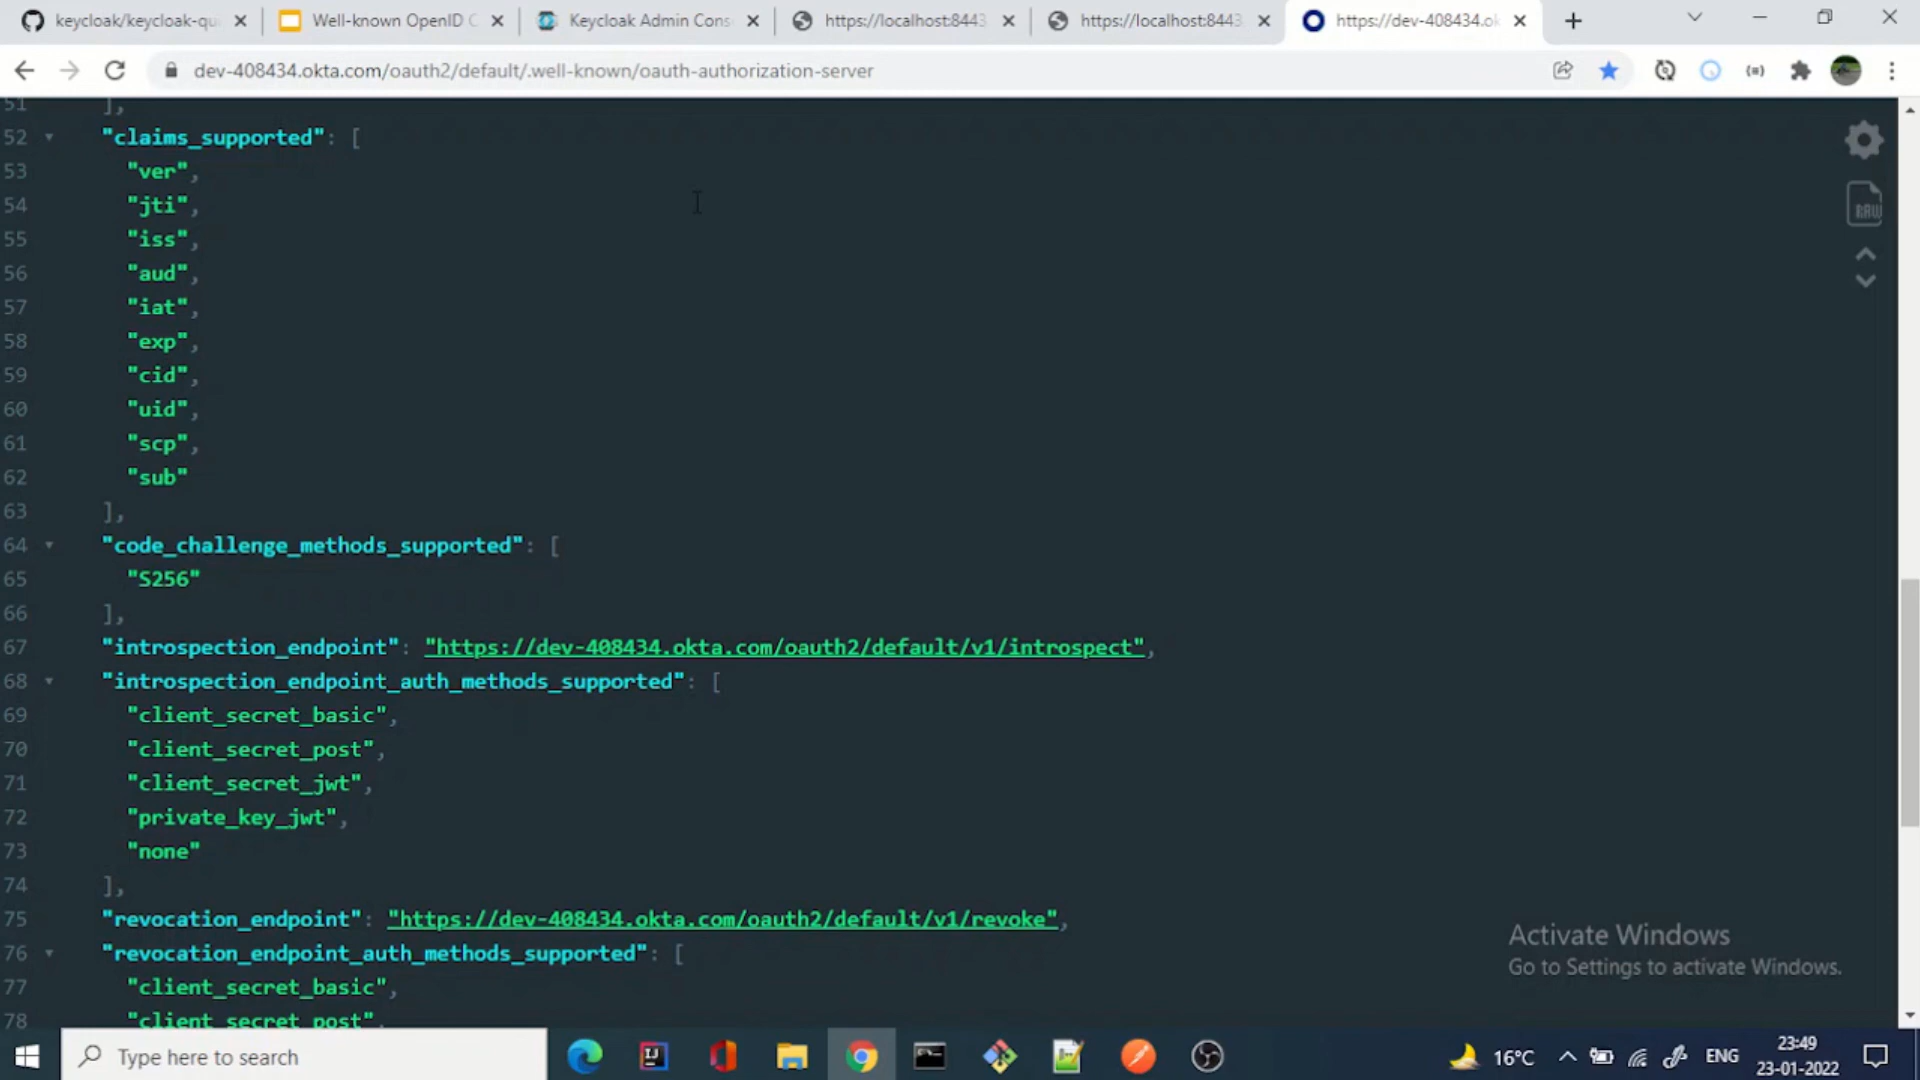 keycloak/keycloak-qu
Well-known OpenID C
Keycloak Admin Cons
https://localhost:8443
https://localhost:8443
https://dev-408434.ok
dev-408434.okta.com/oauth2/default/.well-known/oauth-authorization-server
51 ],
52 "claims_supported": [
53 "ver",
54 "jti",
55 "iss",
56 "aud",
57 "iat",
58 "exp",
59 "cid",
60 "uid",
61 "scp",
62 "sub"
63 ],
64 "code_challenge_methods_supported": [
65 "S256"
66 ],
67 "introspection_endpoint": "https://dev-408434.okta.com/oauth2/default/v1/introspect",
68 "introspection_endpoint_auth_methods_supported": [
69 "client_secret_basic",
70 "client_secret_post",
71 "client_secret_jwt",
72 "private_key_jwt",
73 "none"
74 ],
75 "revocation_endpoint": "https://dev-408434.okta.com/oauth2/default/v1/revoke",
76 "revocation_endpoint_auth_methods_supported": [
77 "client_secret_basic",
78 "client_secret_post",
RAW
Activate Windows
Go to Settings to activate Windows.
Type here to search
16°C
ENG
23:49
23-01-2022